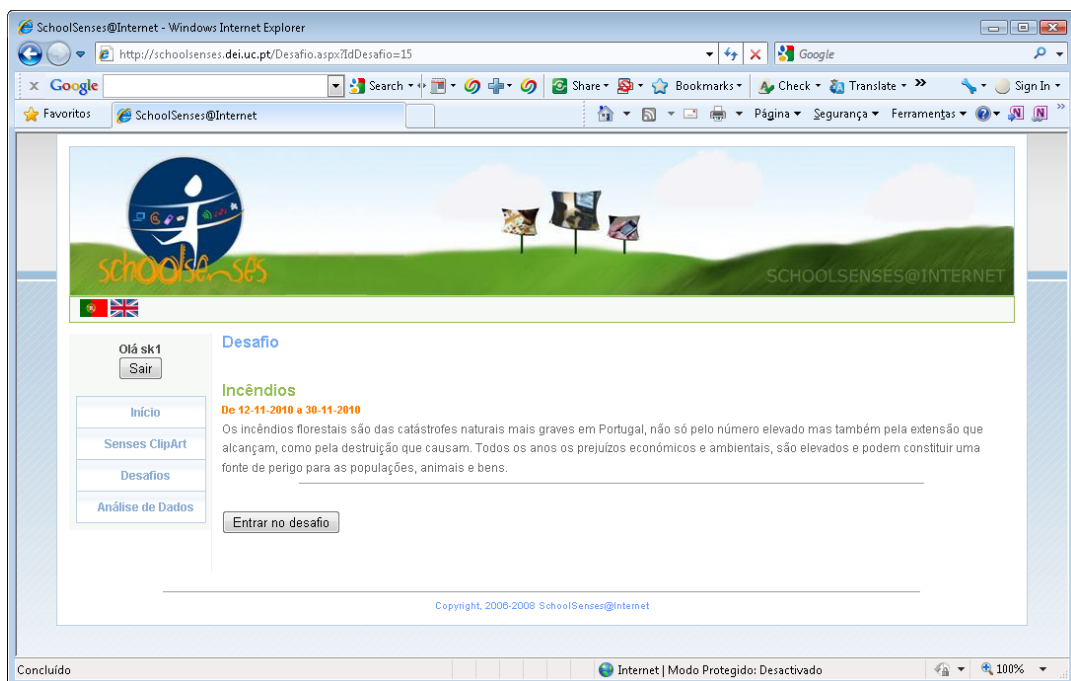 SchoolSenses@Internet - Windows Internet Explorer
http://schoolsenses.dei.uc.pt/Desafio.aspx?IdDesafio=15
Google
x Google
Search
Share
Bookmarks
Check
Translate
Sign In
Favoritos
SchoolSenses@Internet
Página
Segurança
Ferramentas
schoolsenses
SCHOOLSENSES@INTERNET
Olá sk1
Sair
Início
Senses ClipArt
Desafios
Análise de Dados
Desafio
Incêndios
De 12-11-2010 a 30-11-2010
Os incêndios florestais são das catástrofes naturais mais graves em Portugal, não só pelo número elevado mas também pela extensão que
alcançam, como pela destruição que causam. Todos os anos os prejuízos económicos e ambientais, são elevados e podem constituir uma
fonte de perigo para as populações, animais e bens.
Entrar no desafio
Copyright, 2006-2008 SchoolSenses@Internet
Concluído
Internet | Modo Protegido: Desactivado
100%